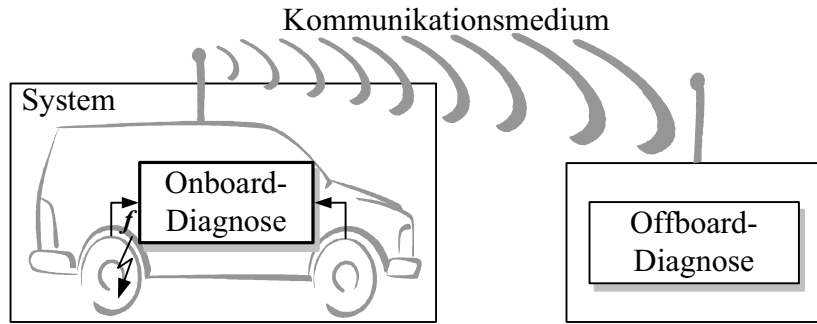 Kommunikationsmedium
System
Onboard-
Diagnose
f
Offboard-
Diagnose